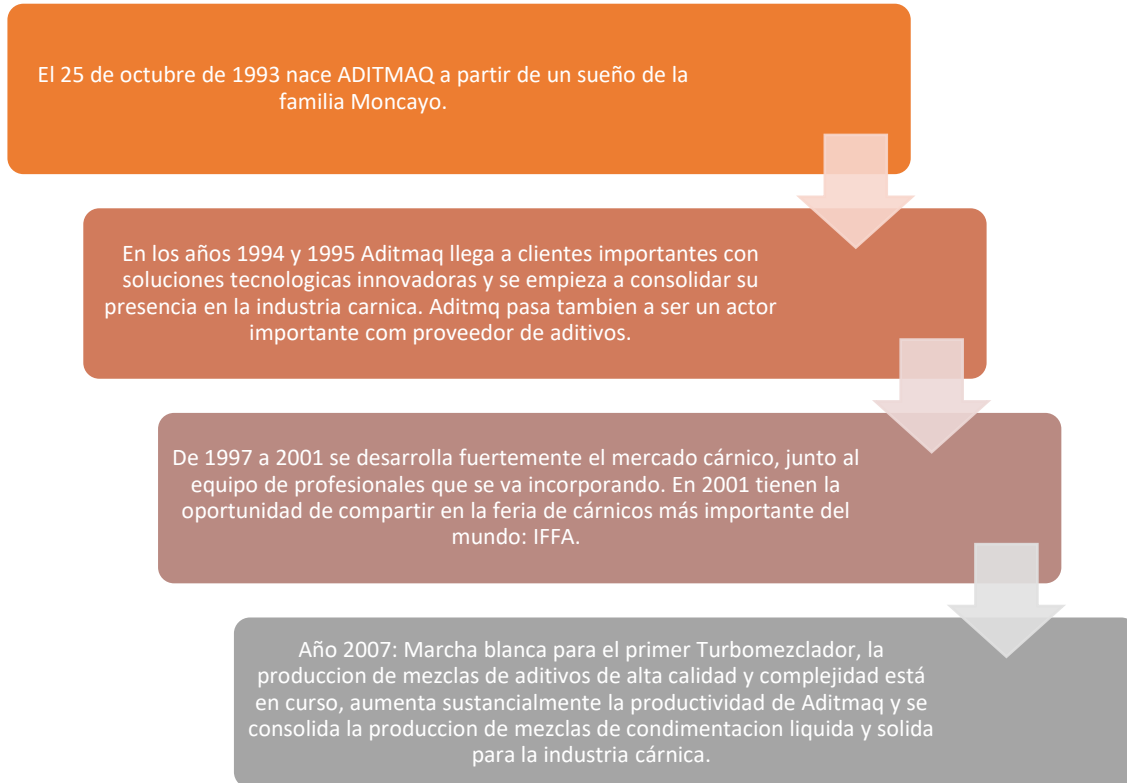 El 25 de octubre de 1993 nace ADITMAQ a partir de un sueño de la
familia Moncayo.
En los años 1994 y 1995 Aditmaq llega a clientes importantes con
soluciones tecnologicas innovadoras y se empieza a consolidar su
presencia en la industria carnica. Aditmq pasa tambien a ser un actor
importante com proveedor de aditivos.
De 1997 a 2001 se desarrolla fuertemente el mercado cárnico, junto al
equipo de profesionales que se va incorporando. En 2001 tienen la
oportunidad de compartir en la feria de cárnicos más importante del
mundo: IFFA.
Año 2007: Marcha blanca para el primer Turbomezclador, la
produccion de mezclas de aditivos de alta calidad y complejidad está
en curso, aumenta sustancialmente la productividad de Aditmaq y se
consolida la produccion de mezclas de condimentacion liquida y solida
para la industria cárnica.